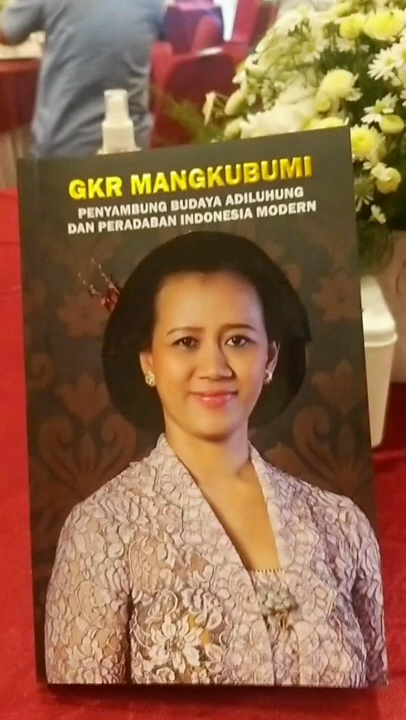 GKR MANGKUBUMI
PENYAMBUNG BUDAYA ADILUHUNG
DAN PERADABAN INDONESIA MODERN